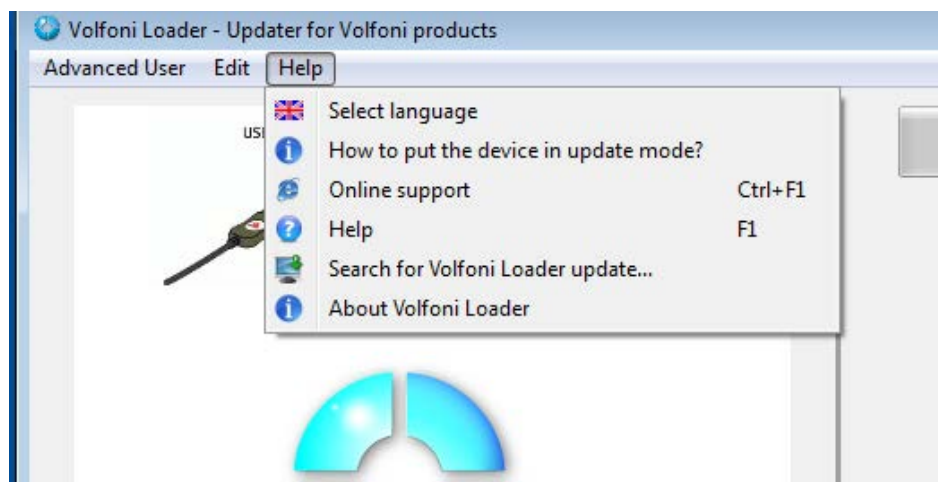 Volfoni Loader - Updater for Volfoni products
Advanced User Edit Help
Select language
How to put the device in update mode?
Online support Ctrl+F1
Help F1
Search for Volfoni Loader update...
About Volfoni Loader